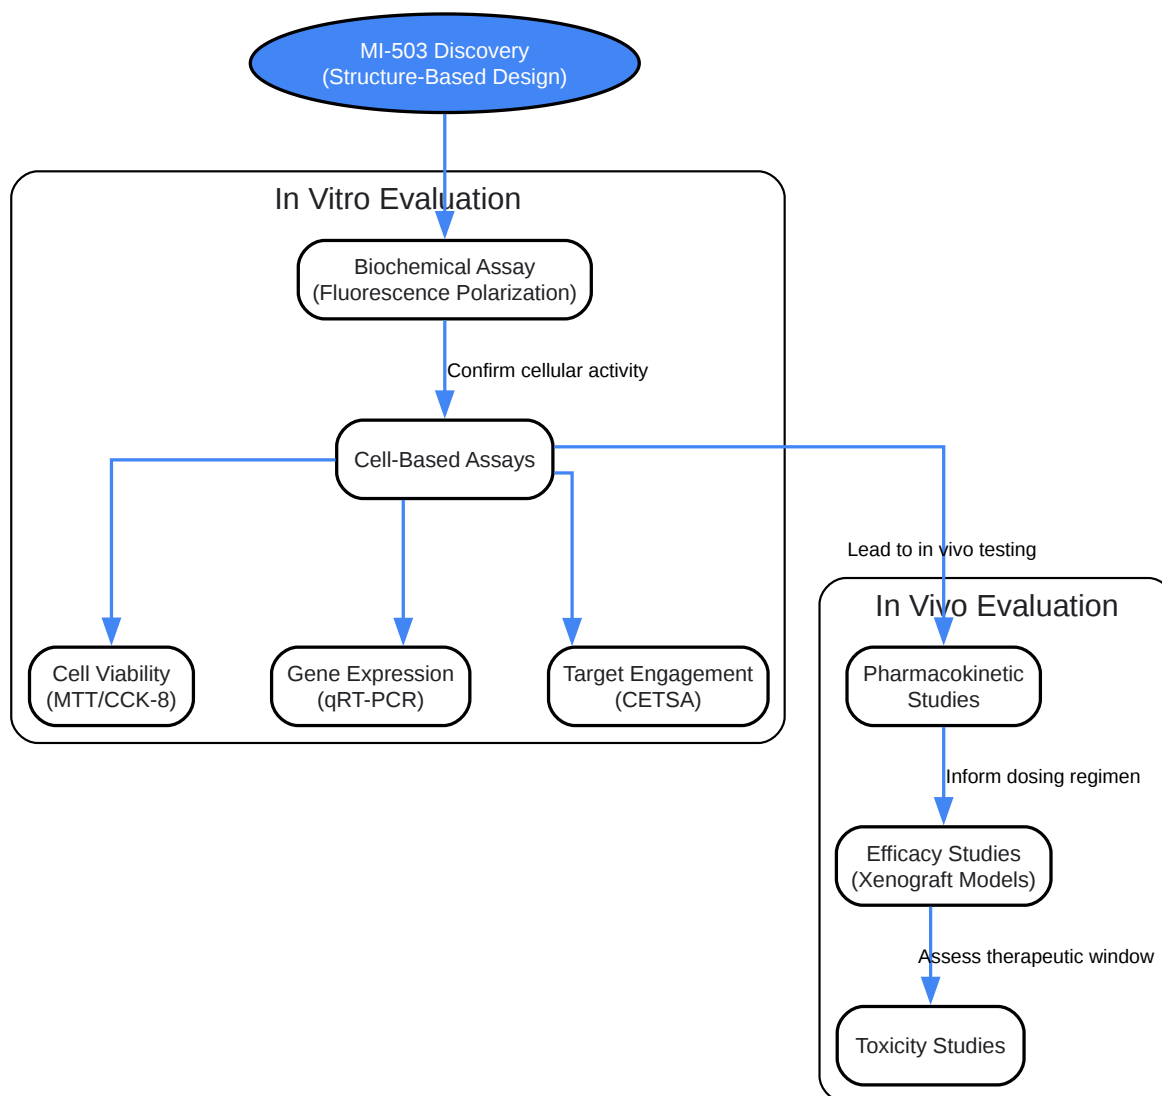 MI-503 Discovery
(Structure-Based Design)
In Vitro Evaluation
Biochemical Assay
(Fluorescence Polarization)
Confirm cellular activity
Cell-Based Assays
Cell Viability
(MTT/CCK-8)
Gene Expression
(qRT-PCR)
Target Engagement
(CETSA)
Lead to in vivo testing
In Vivo Evaluation
Pharmacokinetic
Studies
Inform dosing regimen
Efficacy Studies
(Xenograft Models)
Assess therapeutic window
Toxicity Studies